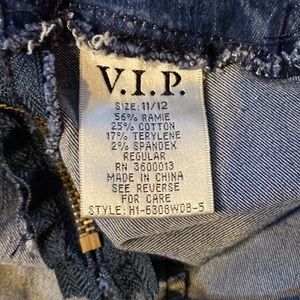 V.I.P.
SIZE: 11/12
56% RAMIE
25% COTTON
17% TERYLENE
2% SPANDEX
REGULAR
RN 3600013
MADE IN CHINA
SEE REVERSE
FOR CARE
STYLE: H1-6308WDB-5